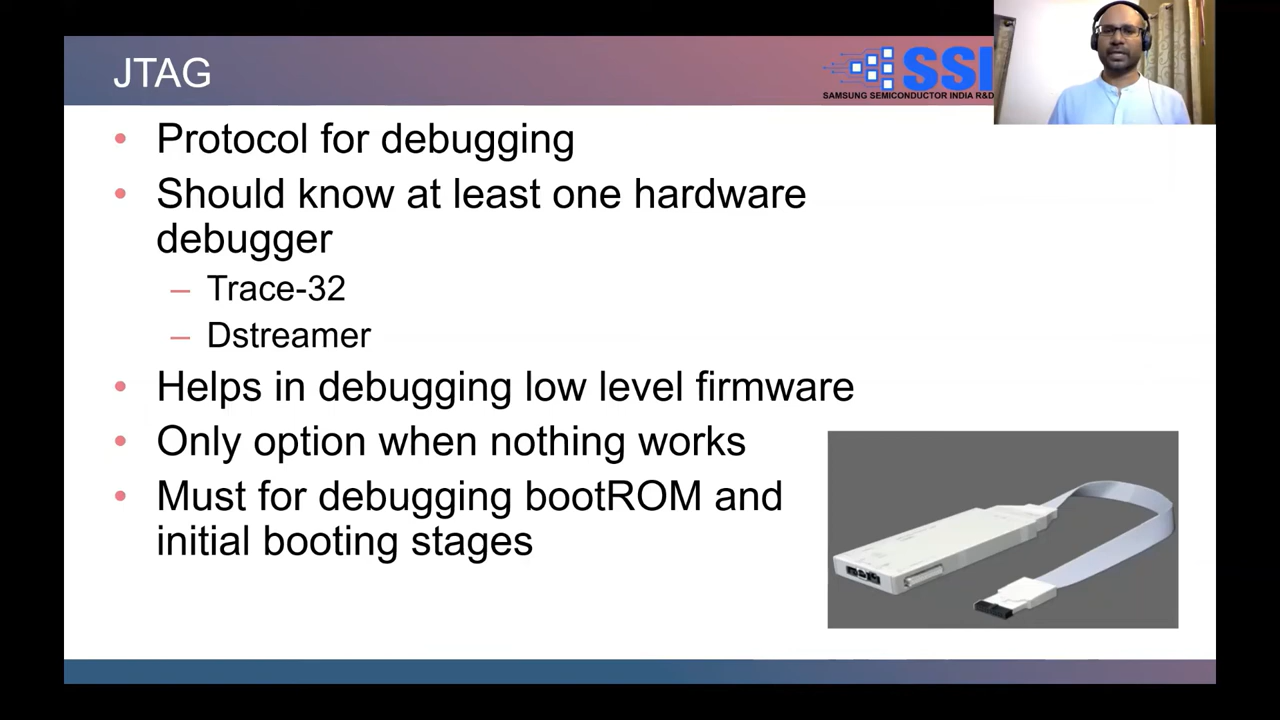 JTAG
SSI
SAMSUNG SEMICONDUCTOR INDIA R&D
• Protocol for debugging
• Should know at least one hardware
debugger
– Trace-32
– Dstreamer
• Helps in debugging low level firmware
• Only option when nothing works
• Must for debugging bootROM and
initial booting stages